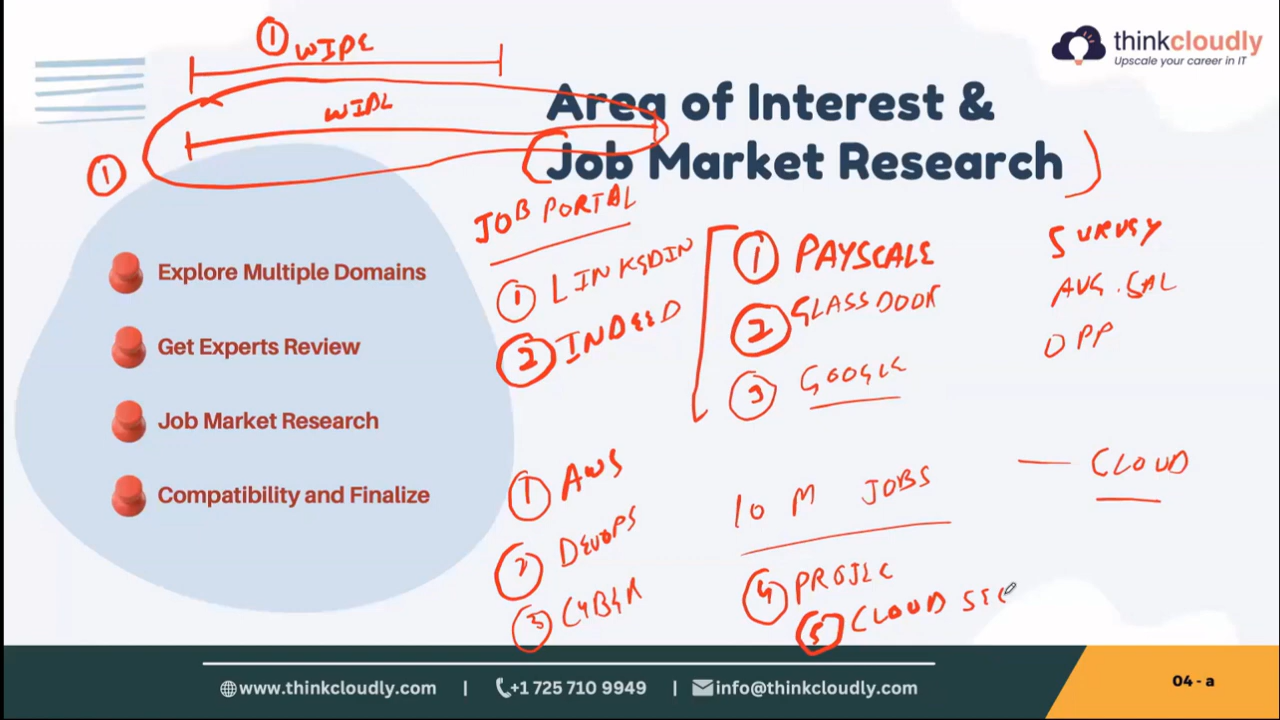 ① WIPE
thinkcloudly
Upscale your career in IT
Area of Interest &
Job Market Research
①
JOB PORTAL
① LINKEDIN
② INDEED
① PAYSCALE
② GLASSDOOR
③ GOOGLE
SURVEY
AVG. SAL
OPP
Explore Multiple Domains
Get Experts Review
Job Market Research
Compatibility and Finalize
① AWS
② DEVOPS
③ CYBER
10 M JOBS
— CLOUD
④ PROJEC
⑤ CLOUD SEC
www.thinkcloudly.com | +1 725 710 9949 | info@thinkcloudly.com
04 - a